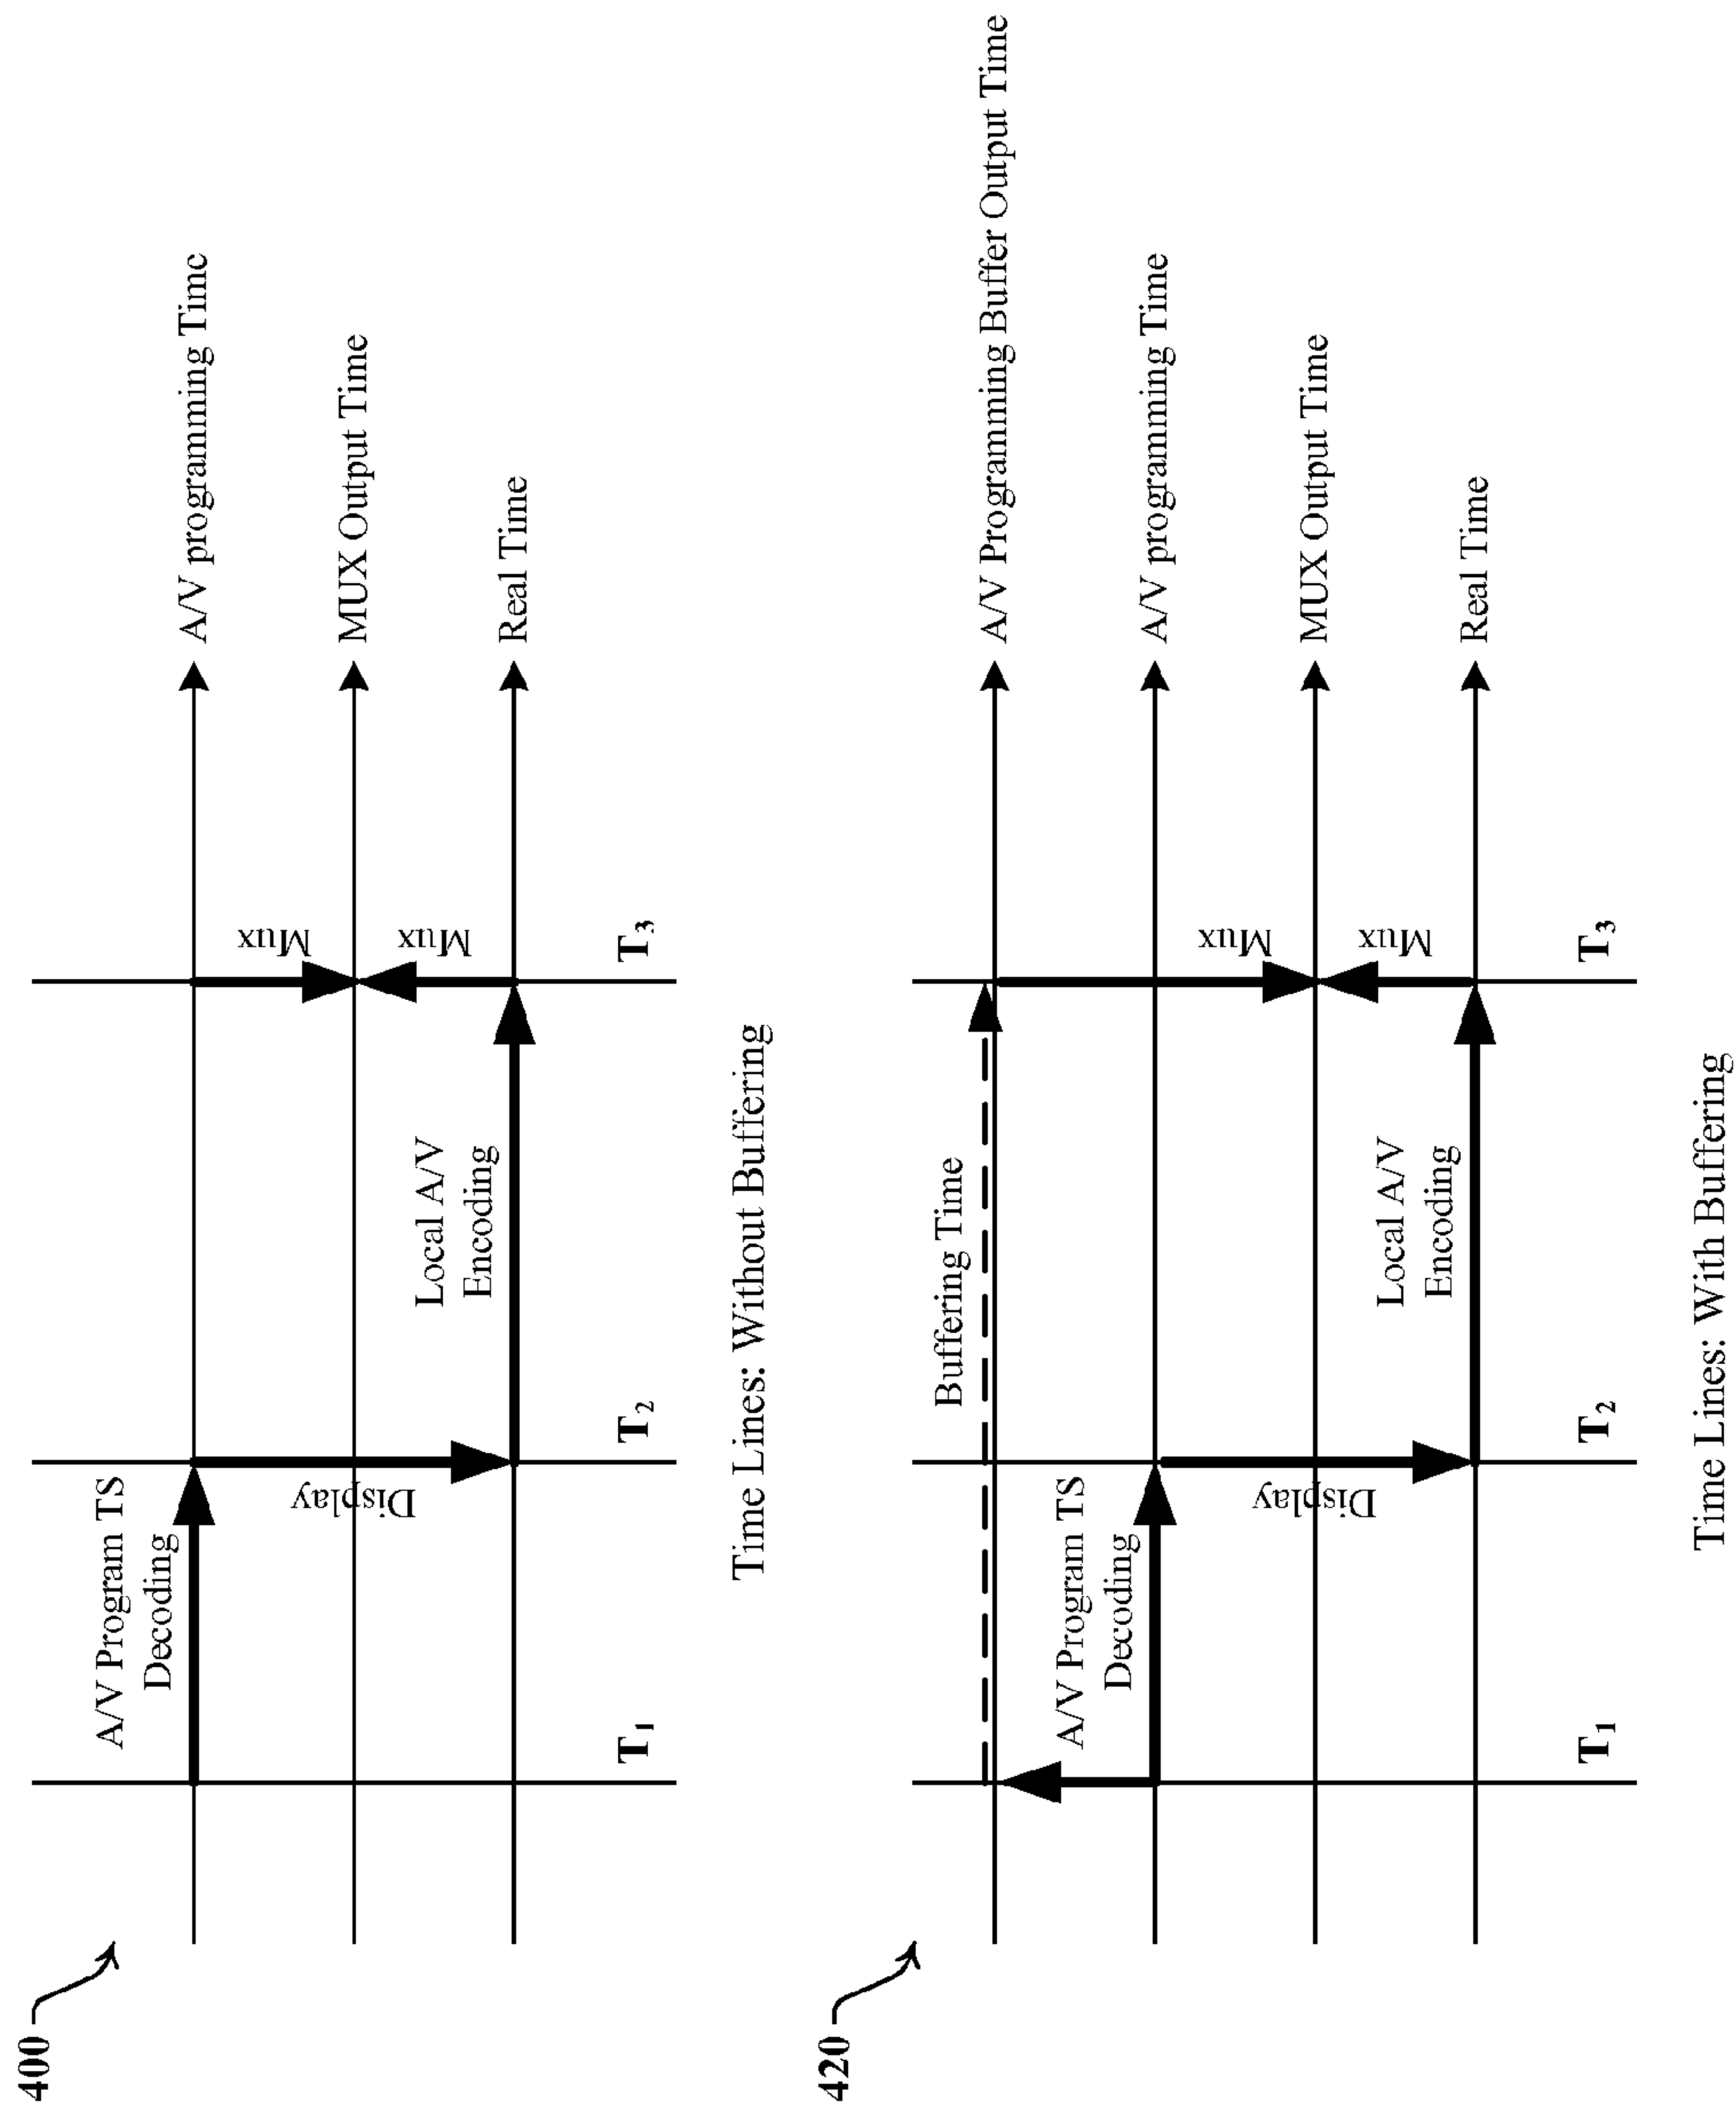 400
A/V Program TS
Decoding
Display
Local A/V
Encoding
Mux
Mux
A/V programming Time
MUX Output Time
Real Time
T1
T2
T3
Time Lines: Without Buffering
420
Buffering Time
A/V Program TS
Decoding
Display
Local A/V
Encoding
Mux
Mux
A/V Programming Buffer Output Time
A/V programming Time
MUX Output Time
Real Time
T1
T2
T3
Time Lines: With Buffering